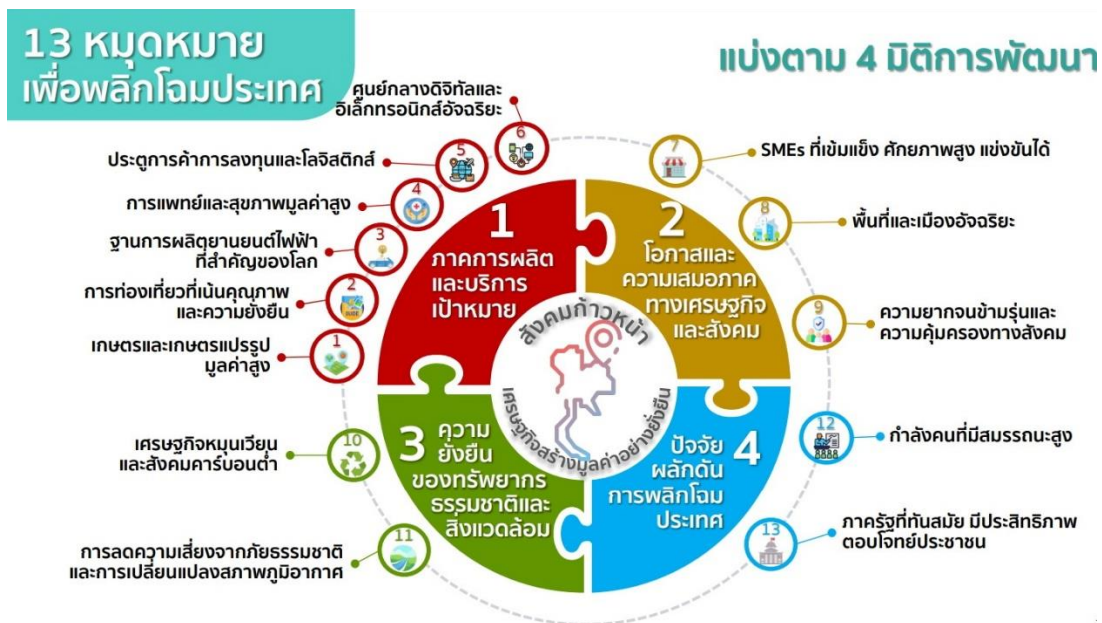 13 หมุดหมาย
เพื่อพลิกโฉมประเทศ
แบ่งตาม 4 มิติการพัฒนา
ศูนย์กลางดิจิทัลและ
อิเล็กทรอนิกส์อัจฉริยะ
6
ประตูการค้าการลงทุนและโลจิสติกส์
5
การแพทย์และสุขภาพมูลค่าสูง
4
ฐานการผลิตยานยนต์ไฟฟ้า
ที่สำคัญของโลก
3
การท่องเที่ยวที่เน้นคุณภาพ
และความยั่งยืน
2
เกษตรและเกษตรแปรรูป
มูลค่าสูง
1
1
ภาคการผลิต
และบริการ
เป้าหมาย
2
โอกาสและ
ความเสมอภาค
ทางเศรษฐกิจ
และสังคม
7
SMEs ที่เข้มแข็ง ศักยภาพสูง แข่งขันได้
8
พื้นที่และเมืองอัจฉริยะ
9
ความยากจนข้ามรุ่นและ
ความคุ้มครองทางสังคม
สังคมก้าวหน้า
เศรษฐกิจสร้างมูลค่าอย่างยั่งยืน
3 ความ
ยั่งยืน
ของทรัพยากร
ธรรมชาติและ
สิ่งแวดล้อม
10
เศรษฐกิจหมุนเวียน
และสังคมคาร์บอนต่ำ
11
การลดความเสี่ยงจากภัยธรรมชาติ
และการเปลี่ยนแปลงสภาพภูมิอากาศ
4
ปัจจัย
ผลักดัน
การพลิกโฉม
ประเทศ
12
กำลังคนที่มีสมรรถนะสูง
13
ภาครัฐที่ทันสมัย มีประสิทธิภาพ
ตอบโจทย์ประชาชน